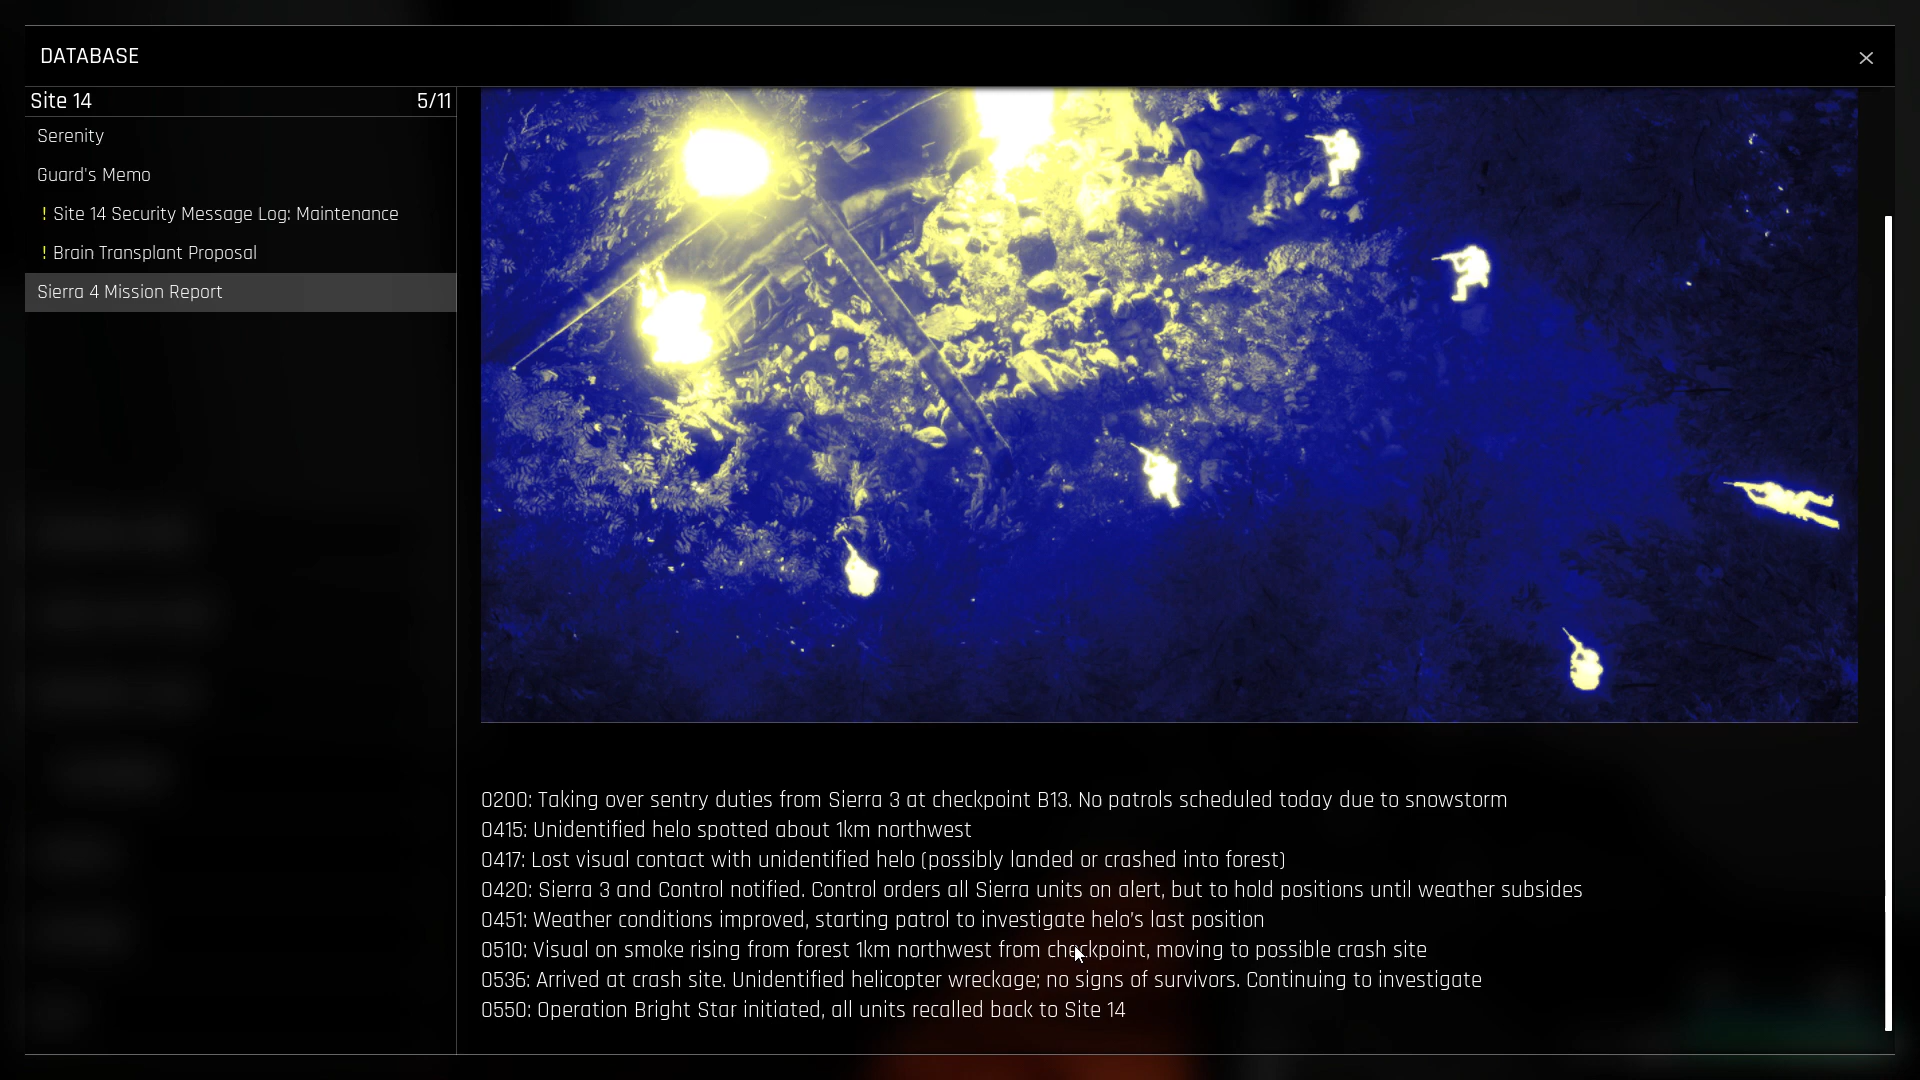 DATABASE
Site 14 5/11
Serenity
Guard's Memo
! Site 14 Security Message Log: Maintenance
! Brain Transplant Proposal
Sierra 4 Mission Report
0200: Taking over sentry duties from Sierra 3 at checkpoint B13. No patrols scheduled today due to snowstorm
0415: Unidentified helo spotted about 1km northwest
0417: Lost visual contact with unidentified helo (possibly landed or crashed into forest)
0420: Sierra 3 and Control notified. Control orders all Sierra units on alert, but to hold positions until weather subsides
0451: Weather conditions improved, starting patrol to investigate helo's last position
0510: Visual on smoke rising from forest 1km northwest from checkpoint, moving to possible crash site
0536: Arrived at crash site. Unidentified helicopter wreckage; no signs of survivors. Continuing to investigate
0550: Operation Bright Star initiated, all units recalled back to Site 14